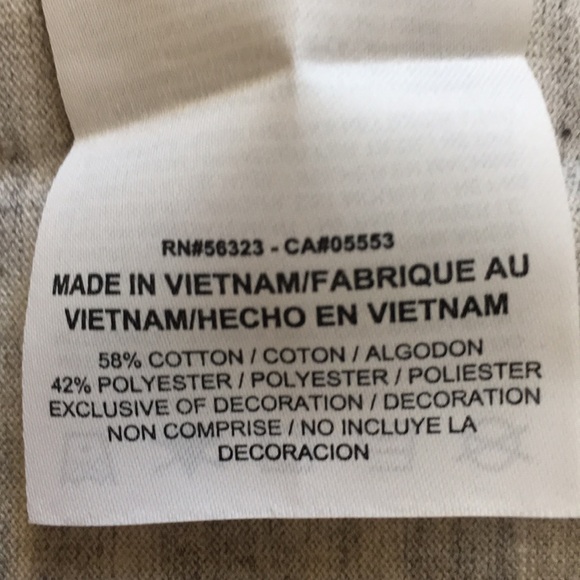 RN#56323 - CA#05553
MADE IN VIETNAM/FABRIQUE AU
VIETNAM/HECHO EN VIETNAM
58% COTTON / COTON / ALGODON
42% POLYESTER / POLYESTER / POLIESTER
EXCLUSIVE OF DECORATION / DECORATION
NON COMPRISE / NO INCLUYE LA
DECORACION